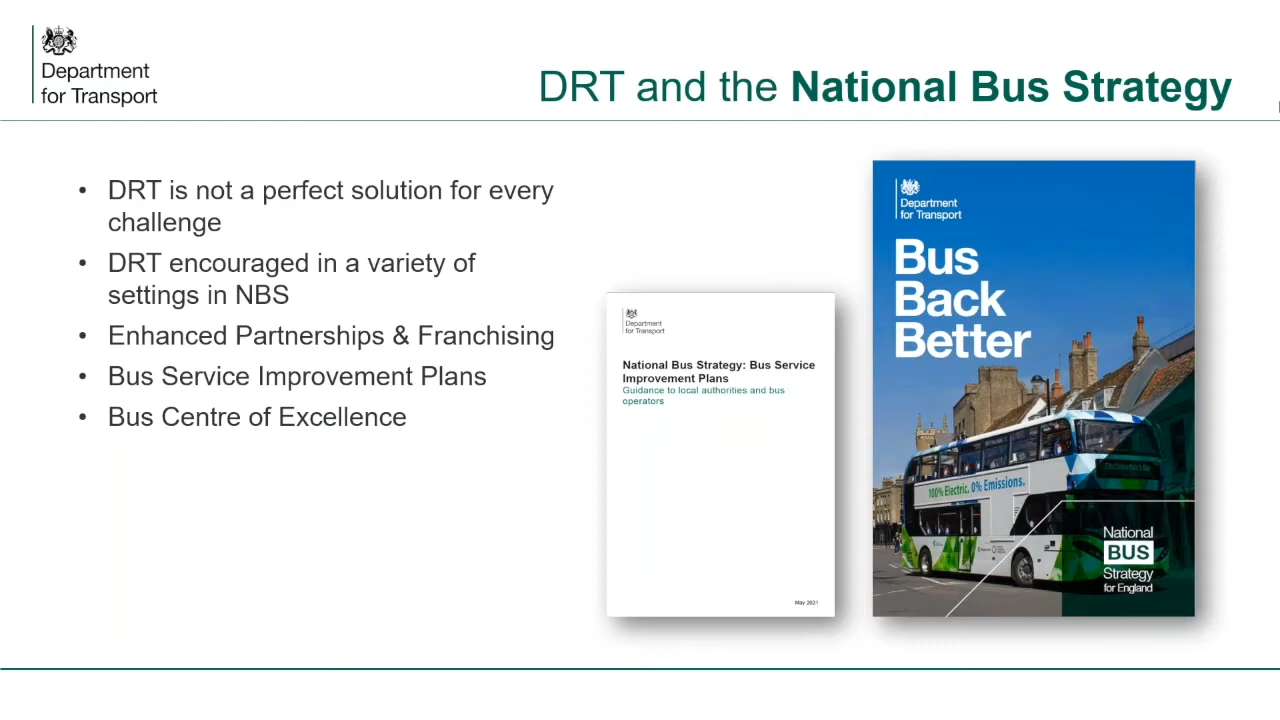 Department
for Transport
DRT and the National Bus Strategy
• DRT is not a perfect solution for every
challenge
• DRT encouraged in a variety of
settings in NBS
• Enhanced Partnerships & Franchising
• Bus Service Improvement Plans
• Bus Centre of Excellence
Department
for Transport
National Bus Strategy: Bus Service
Improvement Plans
Guidance to local authorities and bus
operators
May 2021
Department
for Transport
Bus
Back
Better
100% Electric. 0% Emissions.
National
BUS
Strategy
for England